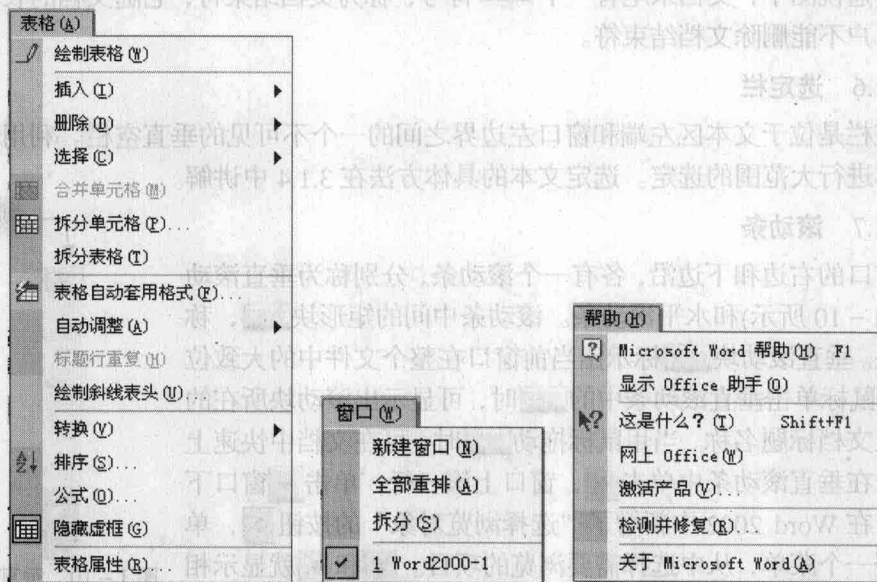 表格(A)
绘制表格(W)
插入(I)
删除(D)
选择(C)
合并单元格(M)
拆分单元格(P)...
拆分表格(T)
表格自动套用格式(F)...
自动调整(A)
标题行重复(H)
绘制斜线表头(U)...
转换(V)
排序(S)...
公式(O)...
隐藏虚框(G)
表格属性(R)...
窗口(W)
新建窗口(N)
全部重排(A)
拆分(S)
1 Word2000-1
帮助(H)
Microsoft Word 帮助(H) F1
显示 Office 助手(O)
这是什么?(T) Shift+F1
网上 Office(W)
激活产品(V)...
检测并修复(R)...
关于 Microsoft Word(A)